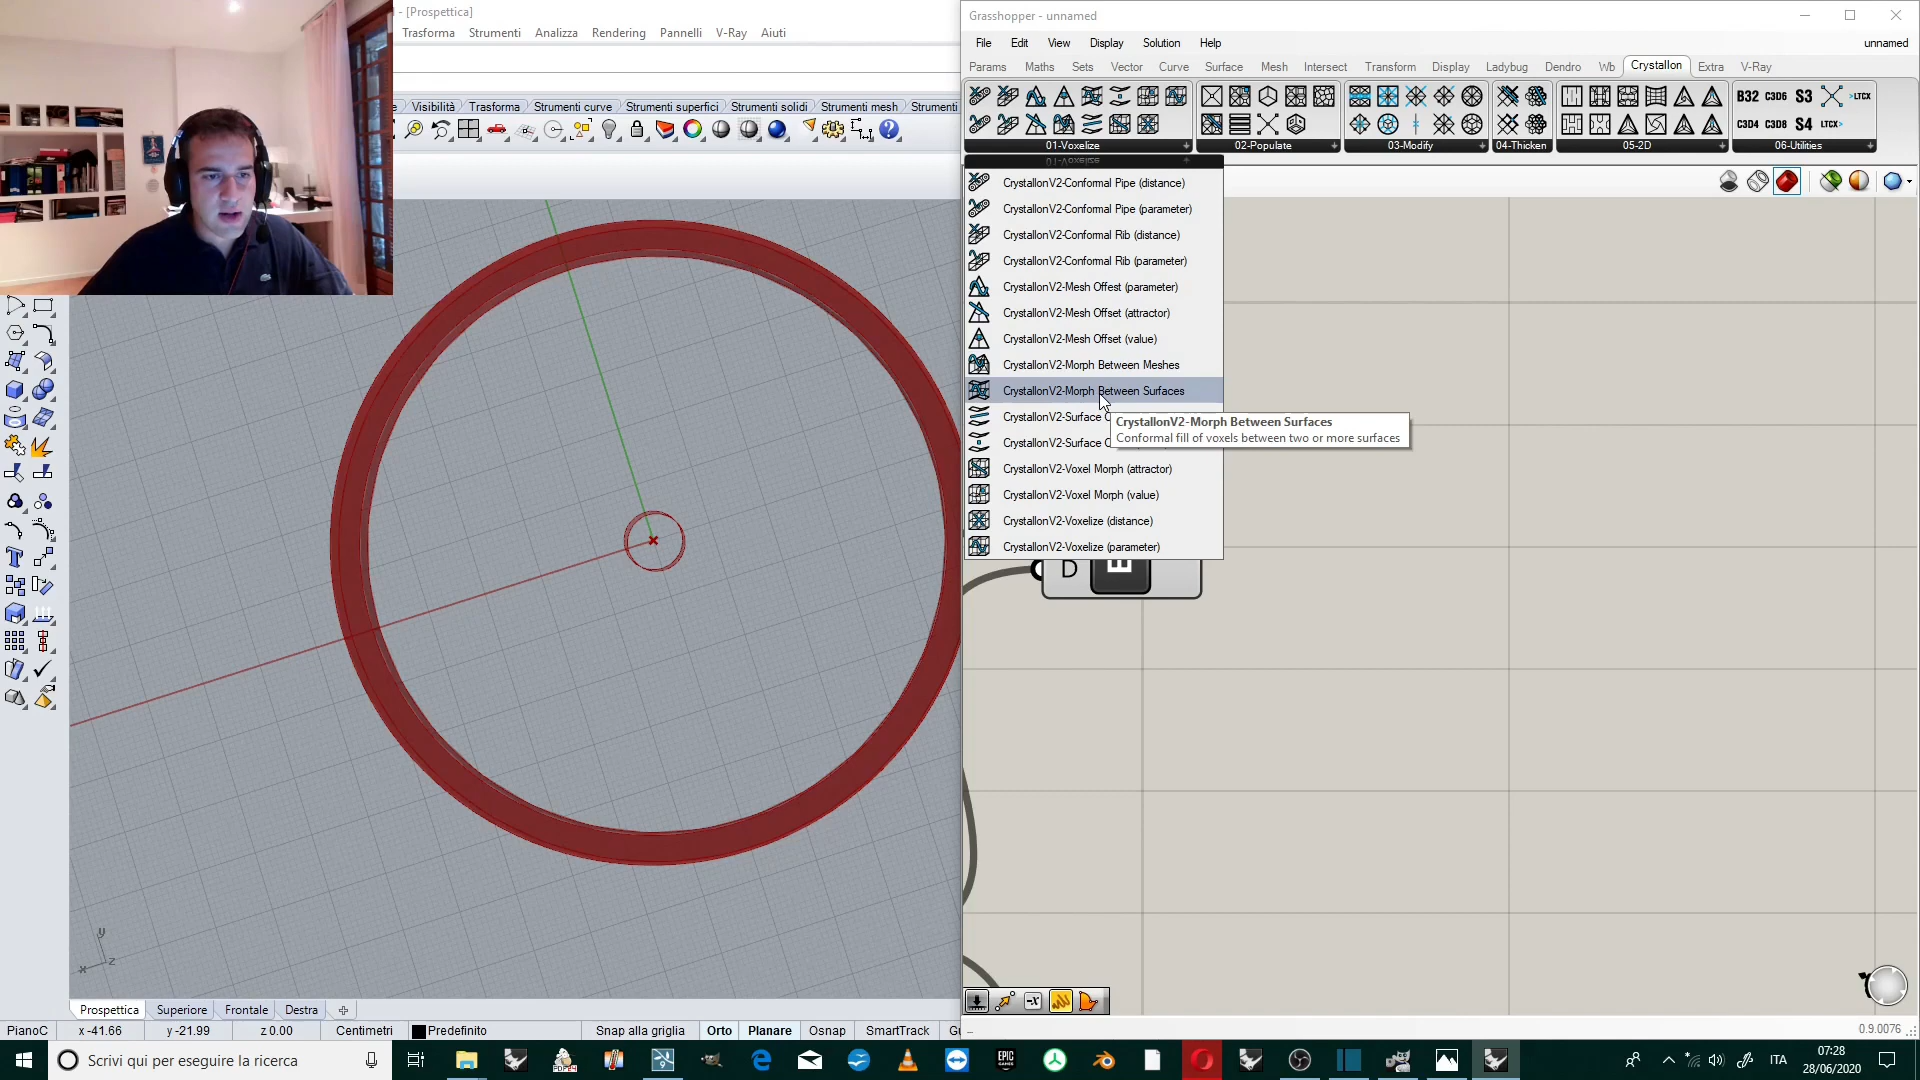 - [Prospettica]
Trasforma Strumenti Analizza Rendering Pannelli V-Ray Aiuti
Visibilità Trasforma Strumenti curve Strumenti superfici Strumenti solidi Strumenti mesh Strumenti
Grasshopper - unnamed
File Edit View Display Solution Help
unnamed
Params Maths Sets Vector Curve Surface Mesh Intersect Transform Display Ladybug Dendro Wb Crystallon Extra V-Ray
B32 C3D6 S3 >LTCX
C3D4 C3D8 S4 LTCX>
01-Voxelize 02-Populate 03-Modify 04-Thicken 05-2D 06-Utilities
01-Voxelize
CrystallonV2-Conformal Pipe (distance)
CrystallonV2-Conformal Pipe (parameter)
CrystallonV2-Conformal Rib (distance)
CrystallonV2-Conformal Rib (parameter)
CrystallonV2-Mesh Offest (parameter)
CrystallonV2-Mesh Offset (attractor)
CrystallonV2-Mesh Offset (value)
CrystallonV2-Morph Between Meshes
CrystallonV2-Morph Between Surfaces
CrystallonV2-Surface
CrystallonV2-Surface
CrystallonV2-Morph Between Surfaces
Conformal fill of voxels between two or more surfaces
CrystallonV2-Voxel Morph (attractor)
CrystallonV2-Voxel Morph (value)
CrystallonV2-Voxelize (distance)
CrystallonV2-Voxelize (parameter)
D
y
x z
Prospettica Superiore Frontale Destra
PianoC x -41.66 y -21.99 z 0.00 Centimetri Predefinito Snap alla griglia Orto Planare Osnap SmartTrack
0.9.0076
Scrivi qui per eseguire la ricerca
ITA
07:28
28/06/2020